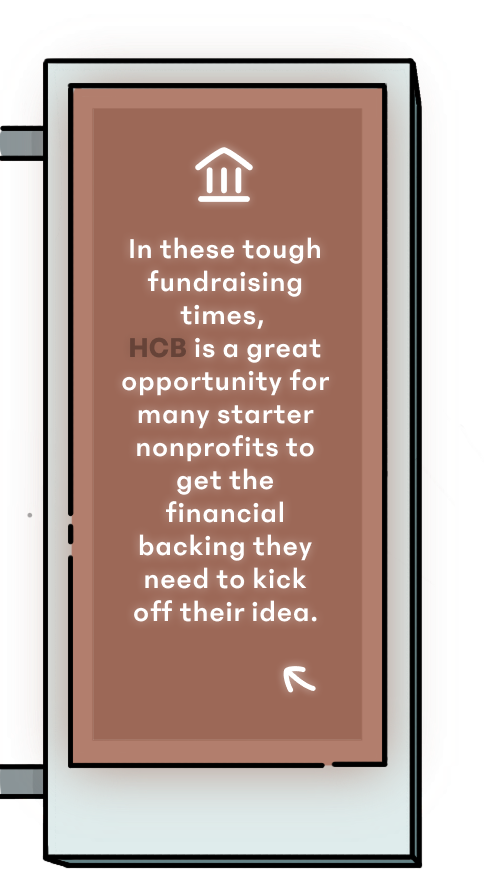 In these tough
fundraising
times,
HCB is a great
opportunity for
many starter
nonprofits to
get the
financial
backing they
need to kick
off their idea.